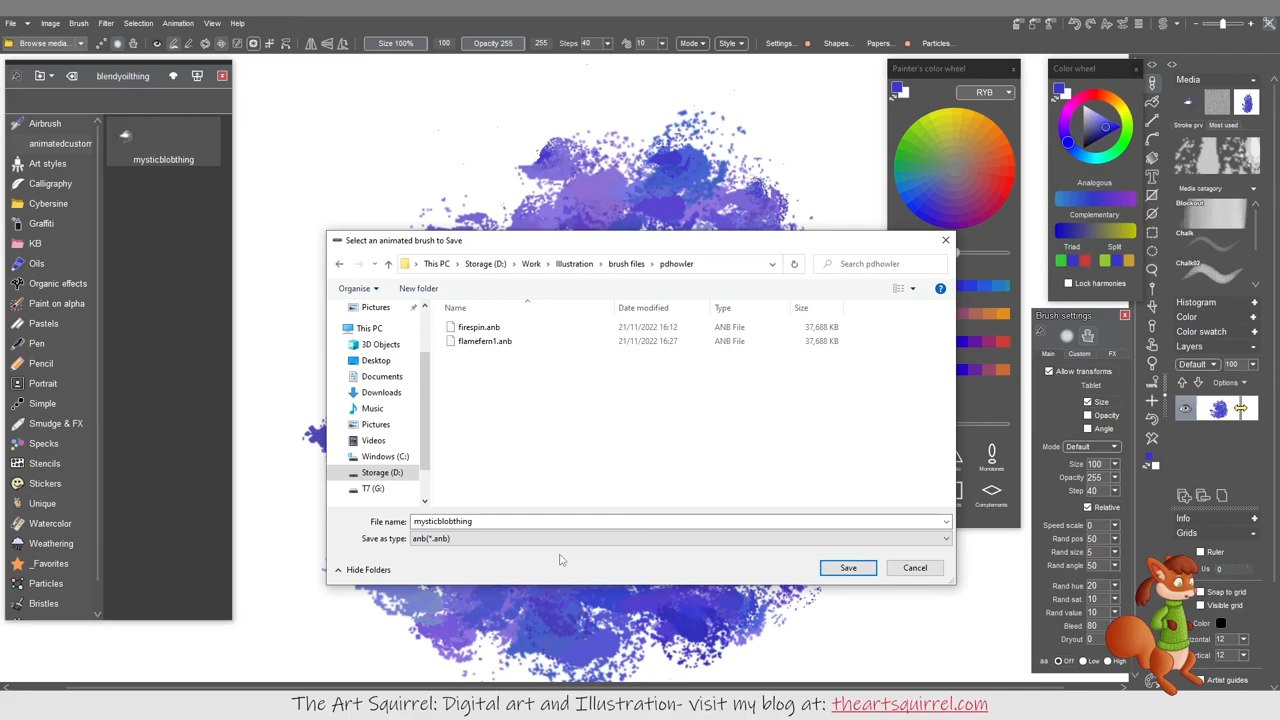 File Image Brush Filter Selection Animation View Help
Browse media... Size 100% 100 Opacity 255 255 Steps 40 10 Mode Style Settings... Shapes... Papers... Particles...
blendyoilthing
Airbrush
animatedcustom
Art styles
Calligraphy
Cybersine
Graffiti
KB
Oils
Organic effects
Paint on alpha
Pastels
Pen
Pencil
Portrait
Simple
Smudge & FX
Specks
Stencils
Stickers
Unique
Watercolor
Weathering
_Favorites
Particles
Bristles
mysticblobthing
Select an animated brush to Save
This PC > Storage (D:) > Work > Illustration > brush files > pdhowler
Search pdhowler
Organise New folder
Pictures
This PC
3D Objects
Desktop
Documents
Downloads
Music
Pictures
Videos
Windows (C:)
Storage (D:)
T7 (G:)
Name Date modified Type Size
firespin.anb 21/11/2022 16:12 ANB File 37,688 KB
flamefern1.anb 21/11/2022 16:27 ANB File 37,688 KB
File name: mysticblobthing
Save as type: anb(*.anb)
Hide Folders
Save Cancel
Painter's color wheel
RYB
Monotones
Complements
Color wheel
Analogous
Complementary
Triad Split
Lock harmonies
Brush settings
Main Custom FX
Allow transforms
Tablet
Size
Opacity
Angle
Mode Default
Size 100
Opacity 255
Step 40
Relative
Speed scale 0
Rand pos 50
Rand size 5
Rand angle 50
Rand hue 20
Rand sat. 10
Rand value 10
Bleed 80
Dryout 0
aa Off Low High
Media
Stroke prv Most used
Media catagory
Blockout
Chalk
Chalk02
Histogram
Color
Color swatch
Layers
Default 100
Options
Info
Grids
Ruler
Us 0
Snap to grid
Visible grid
Color
12
12
Artist guides
The Art Squirrel: Digital art and Illustration- visit my blog at: theartsquirrel.com